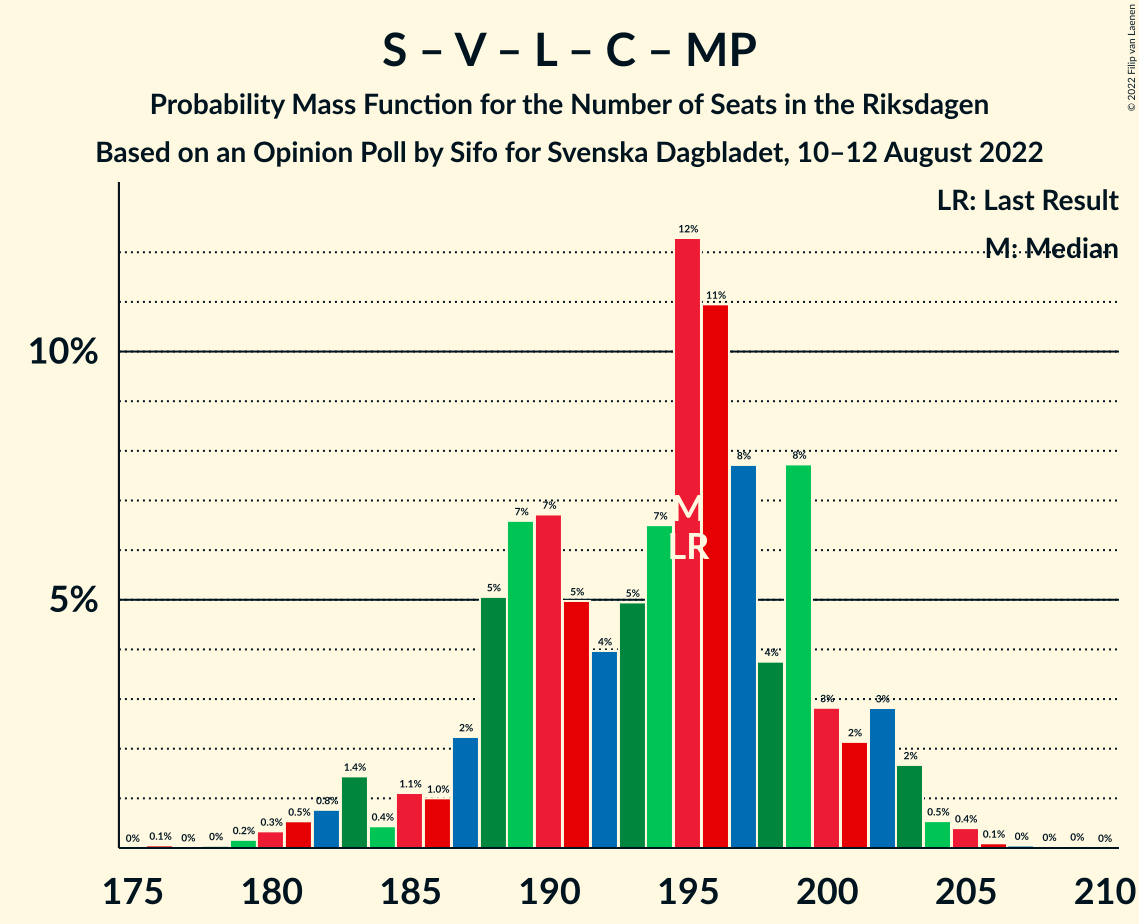 © 2022 Filip van Laenen
S – V – L – C – MP
Probability Mass Function for the Number of Seats in the Riksdagen
Based on an Opinion Poll by Sifo for Svenska Dagbladet, 10–12 August 2022
LR: Last Result
M: Median
10%
5%
0% 0.1% 0% 0% 0.2% 0.3% 0.5% 0.8% 1.4% 0.4% 1.1% 1.0% 2% 5% 7% 7% 5% 4% 5% 7% 12% 11% 8% 4% 8% 3% 2% 3% 2% 0.5% 0.4% 0.1% 0% 0% 0% 0%
M
LR
175 180 185 190 195 200 205 210